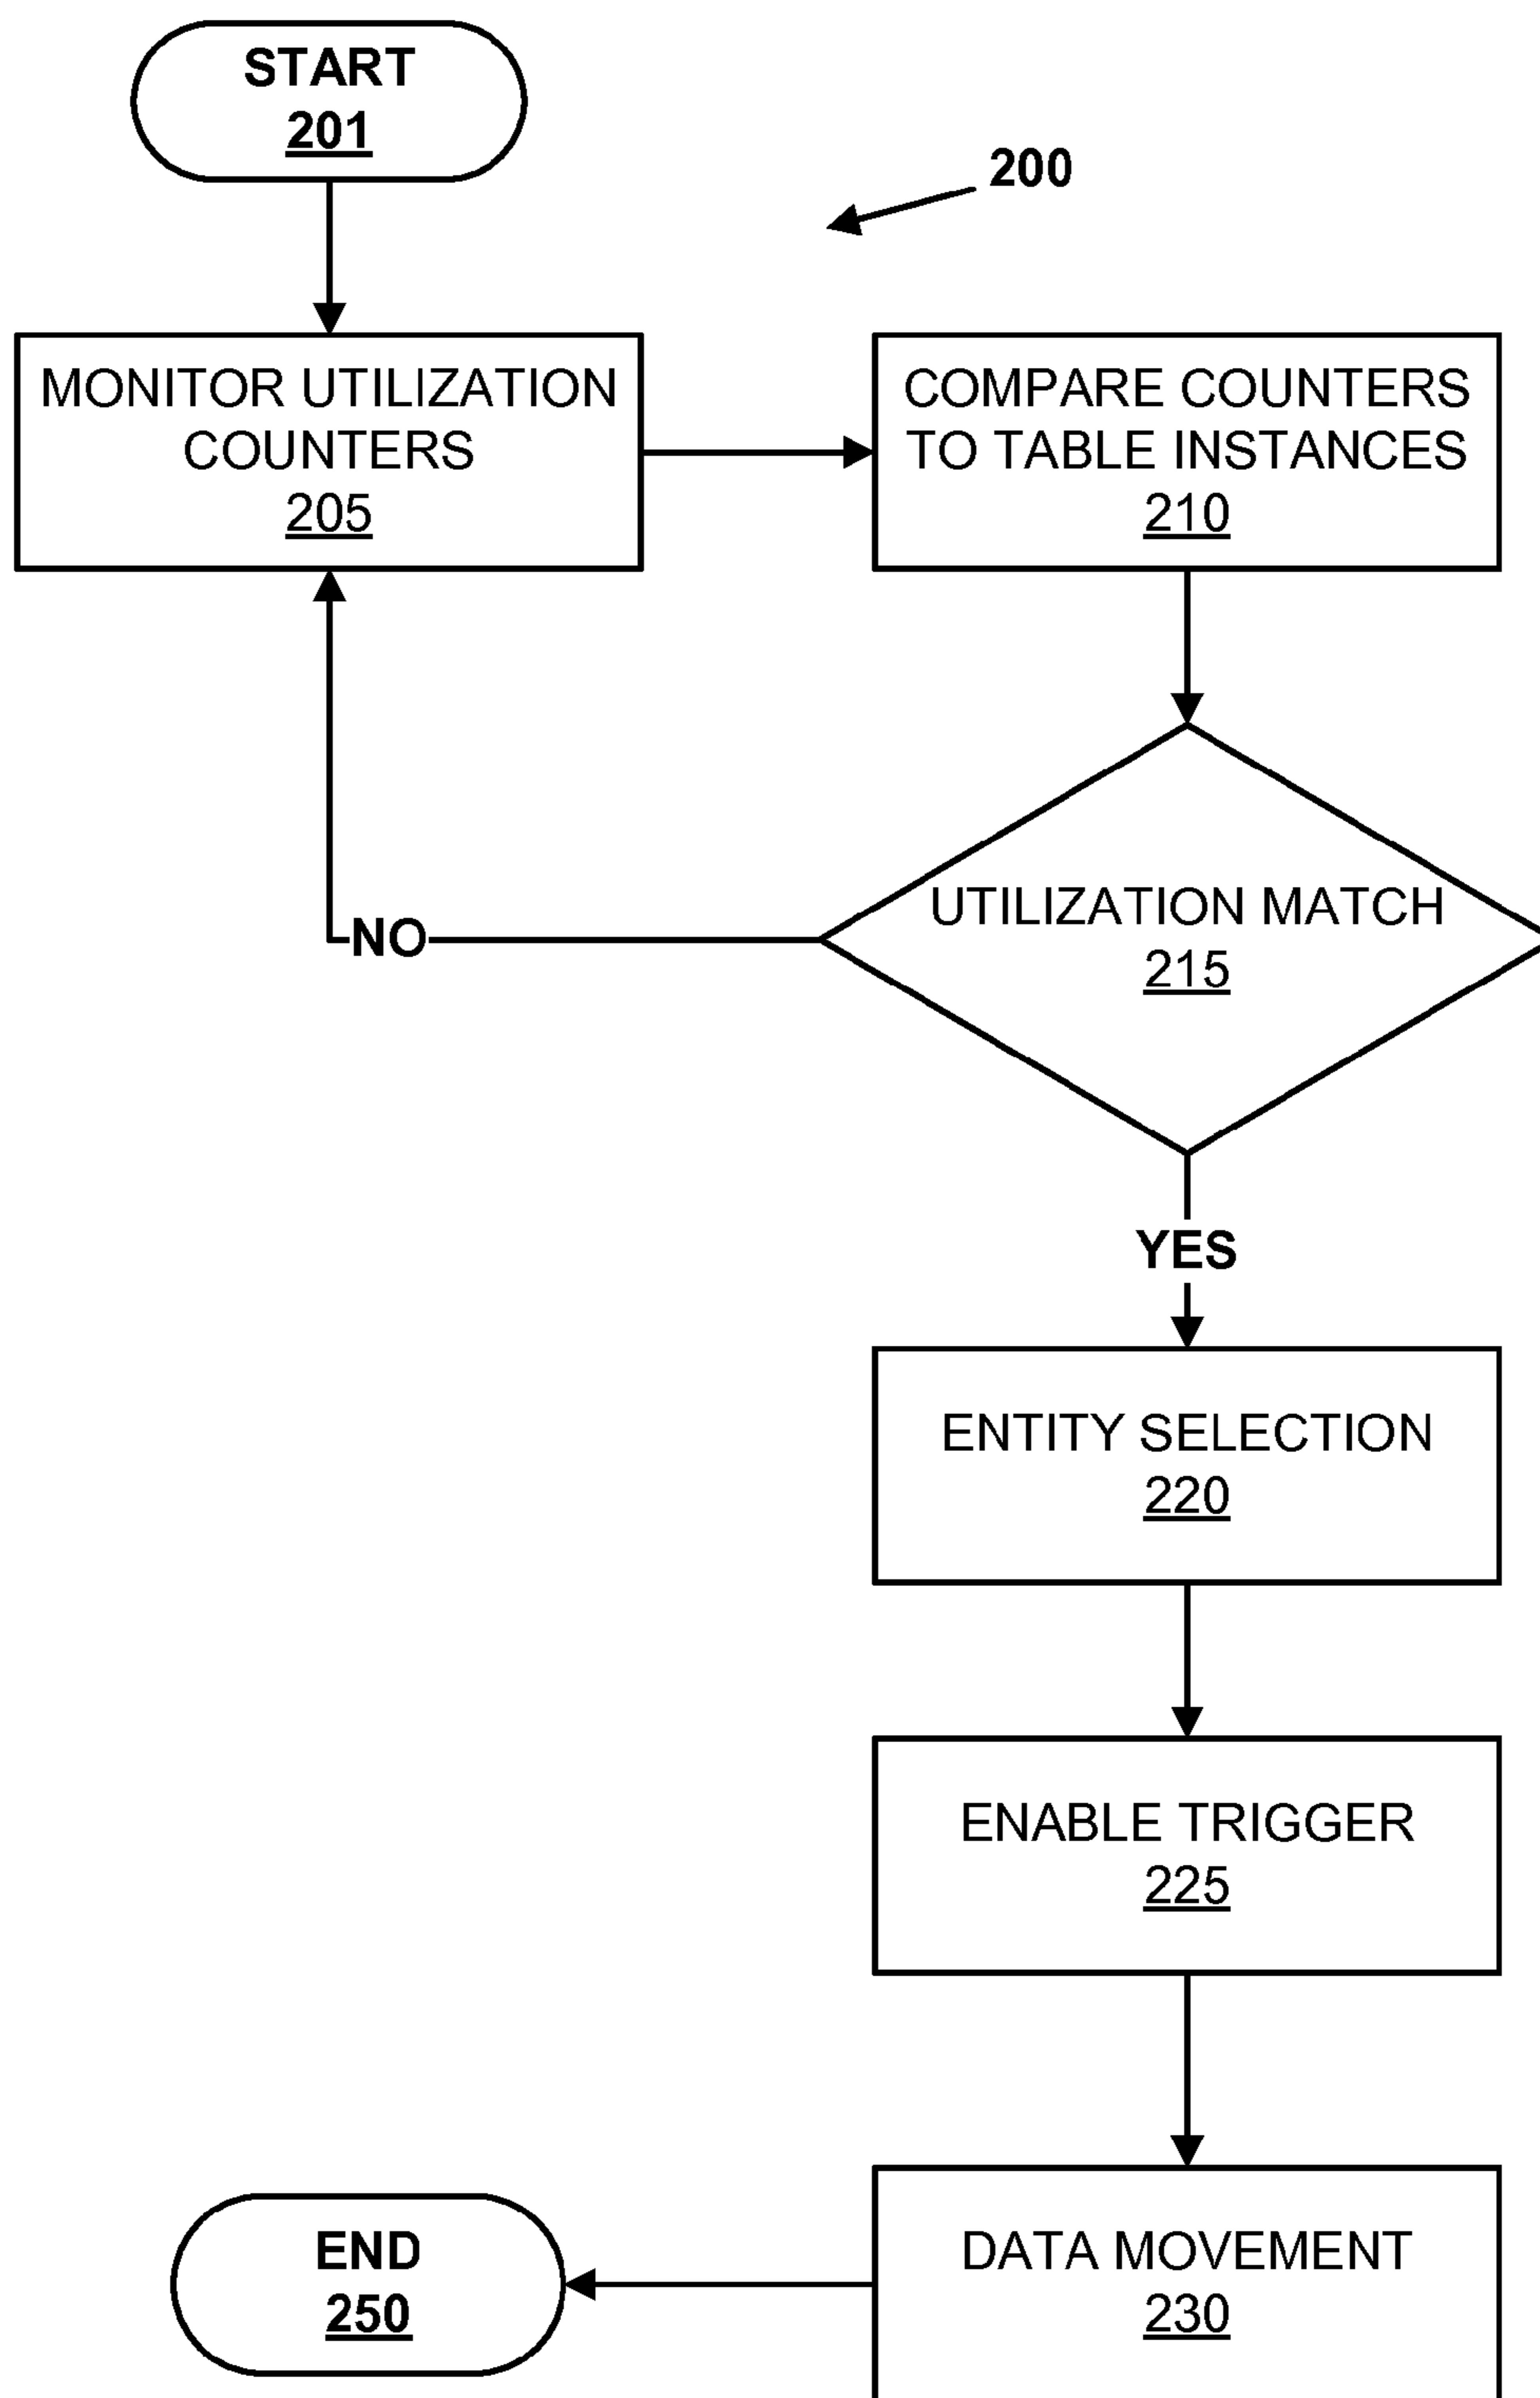 START
201
200
MONITOR UTILIZATION
COUNTERS
205
COMPARE COUNTERS
TO TABLE INSTANCES
210
UTILIZATION MATCH
215
NO
YES
ENTITY SELECTION
220
ENABLE TRIGGER
225
DATA MOVEMENT
230
END
250